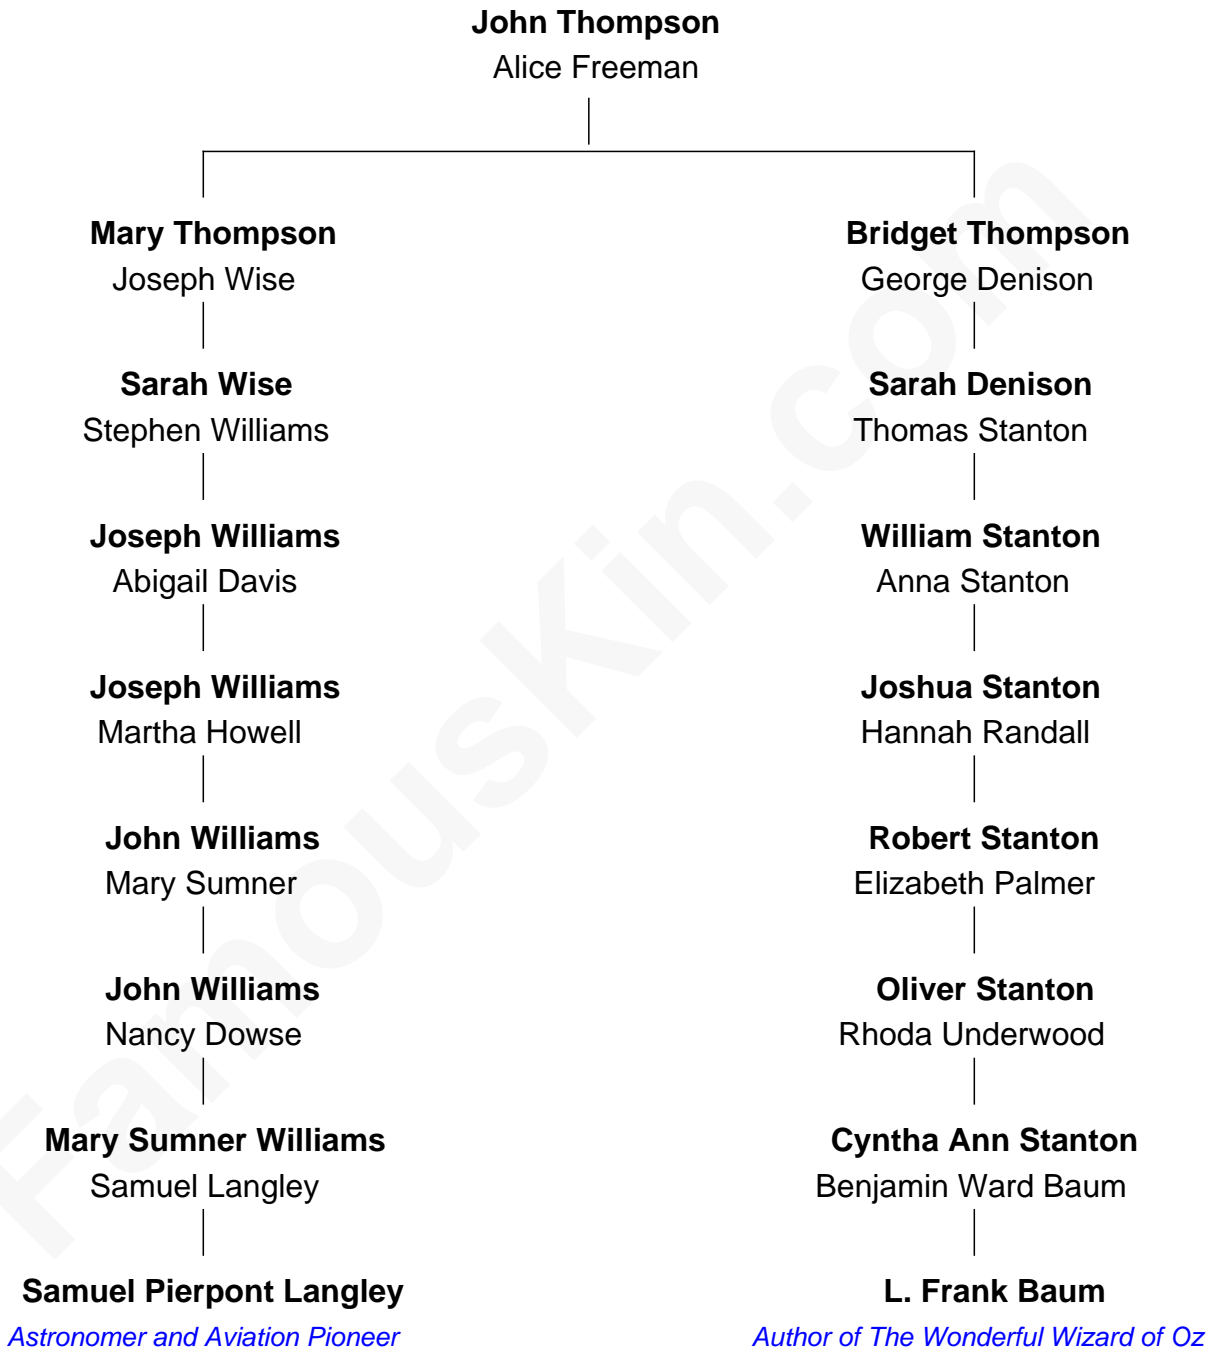 John Thompson
Alice Freeman
Mary Thompson
Joseph Wise
Bridget Thompson
George Denison
Sarah Wise
Stephen Williams
Sarah Denison
Thomas Stanton
Joseph Williams
Abigail Davis
William Stanton
Anna Stanton
Joseph Williams
Martha Howell
Joshua Stanton
Hannah Randall
John Williams
Mary Sumner
Robert Stanton
Elizabeth Palmer
John Williams
Nancy Dowse
Oliver Stanton
Rhoda Underwood
Mary Sumner Williams
Samuel Langley
Cyntha Ann Stanton
Benjamin Ward Baum
Samuel Pierpont Langley
Astronomer and Aviation Pioneer
L. Frank Baum
Author of The Wonderful Wizard of Oz
FamousKin.com